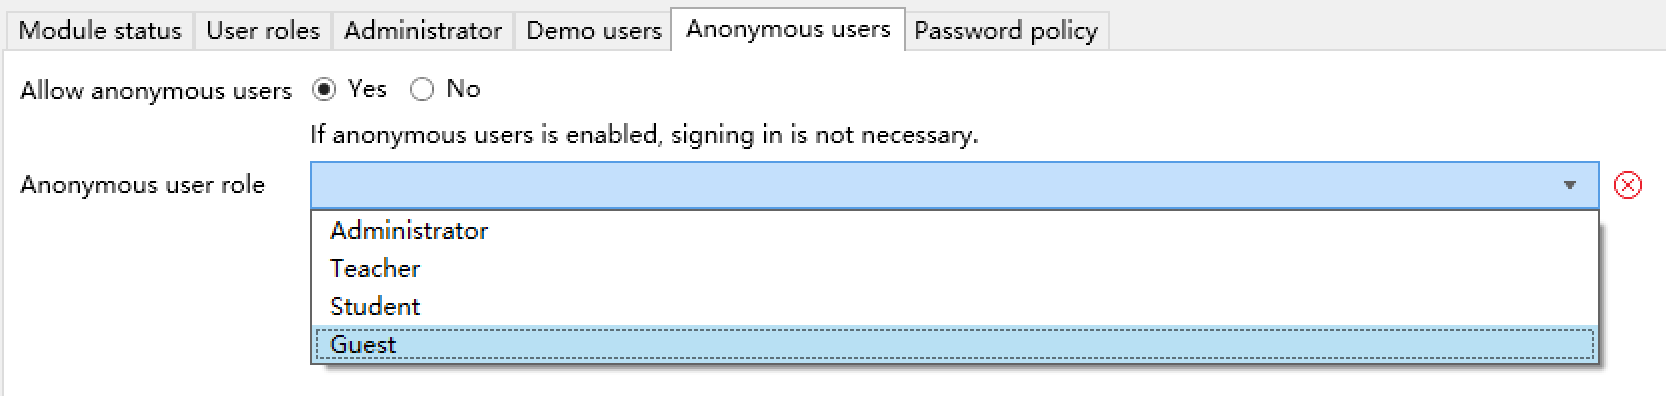 Module status User roles Administrator Demo users Anonymous users Password policy
Allow anonymous users Yes No
If anonymous users is enabled, signing in is not necessary.
Anonymous user role
Administrator
Teacher
Student
Guest